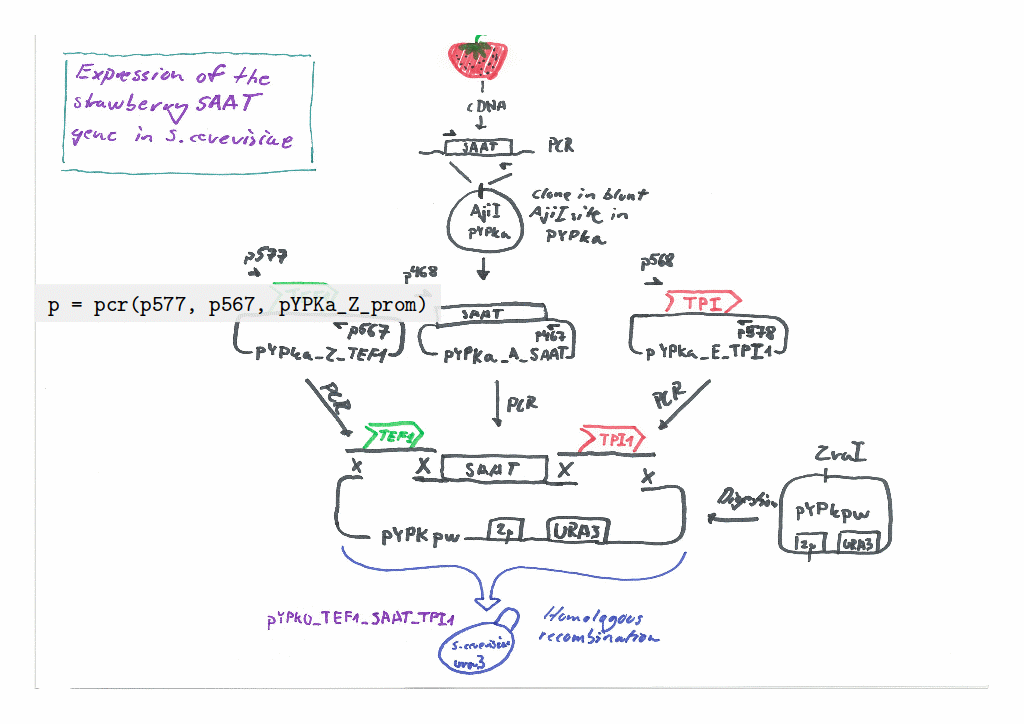 Expression of the
strawberry SAAT
gene in S. cerevisiae
cDNA
SAAT
PCR
AjiI
pYPka
Clone in blunt
AjiI site in
pYPka
p577
p468
p568
p = pcr(p577, p567, pYPKa_Z_prom)
SAAT
TPI
p567
p467
p578
pYPka_Z_TEF1
pYPKa_A_SAAT
pYPka_E_TPI1
PCR
PCR
PCR
TEF1
TPI1
X
X
SAAT
X
X
ZraI
Digestion
pYPkpw
2µ
URA3
pYPKpw
2µ
URA3
pYPK0_TEF1_SAAT_TPI1
Homologous
recombination
S. cerevisiae
ura3